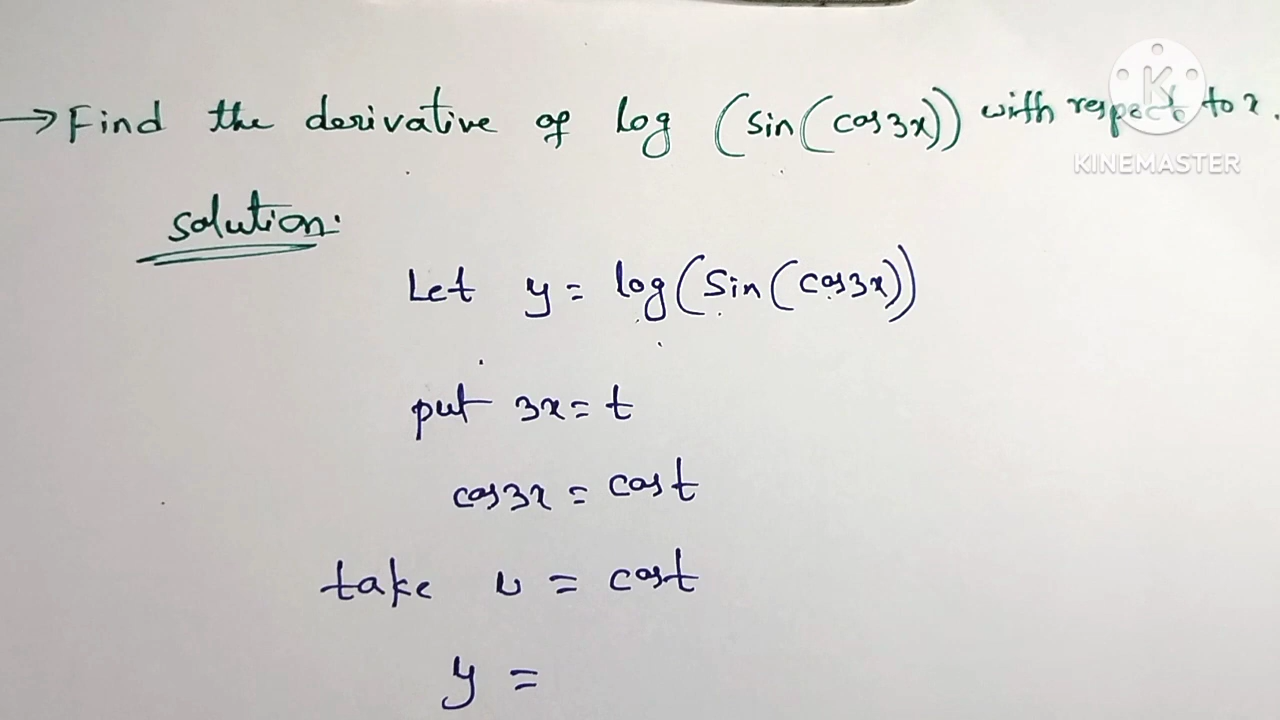 → Find the derivative of log (sin(cos3x)) with respect to x.
KINEMASTER
Solution:
Let y = log(Sin(cos3x))
put 3x = t
cos3x = cost
take u = cost
y =